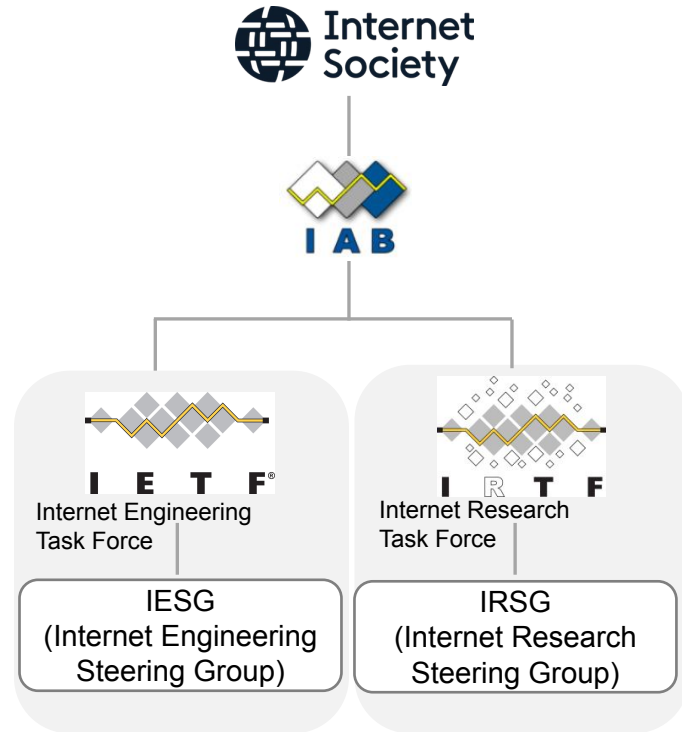 Internet
Society
IAB
IETF®
IRTF
Internet Engineering
Task Force
Internet Research
Task Force
IESG
(Internet Engineering
Steering Group)
IRSG
(Internet Research
Steering Group)